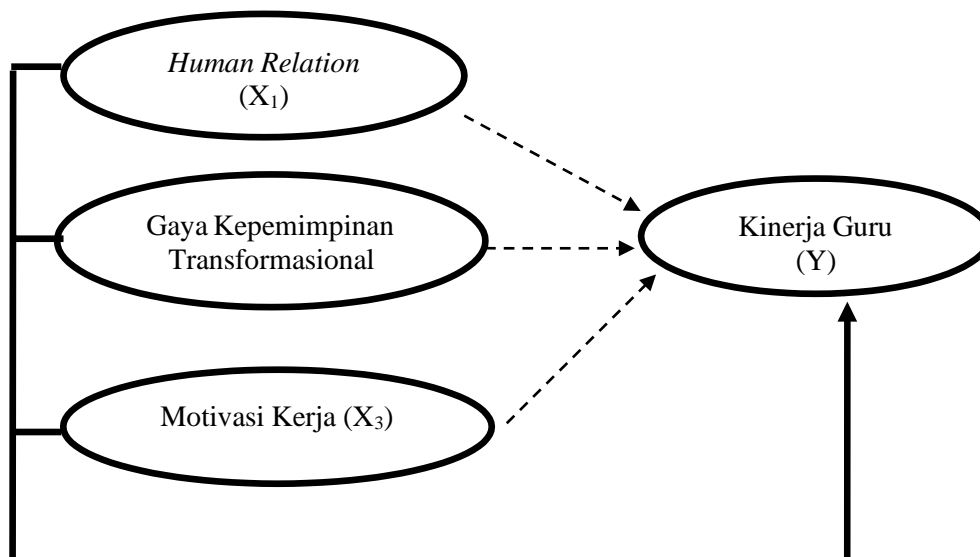 Human Relation
(X₁)
Gaya Kepemimpinan
Transformasional
Kinerja Guru
(Y)
Motivasi Kerja (X₃)